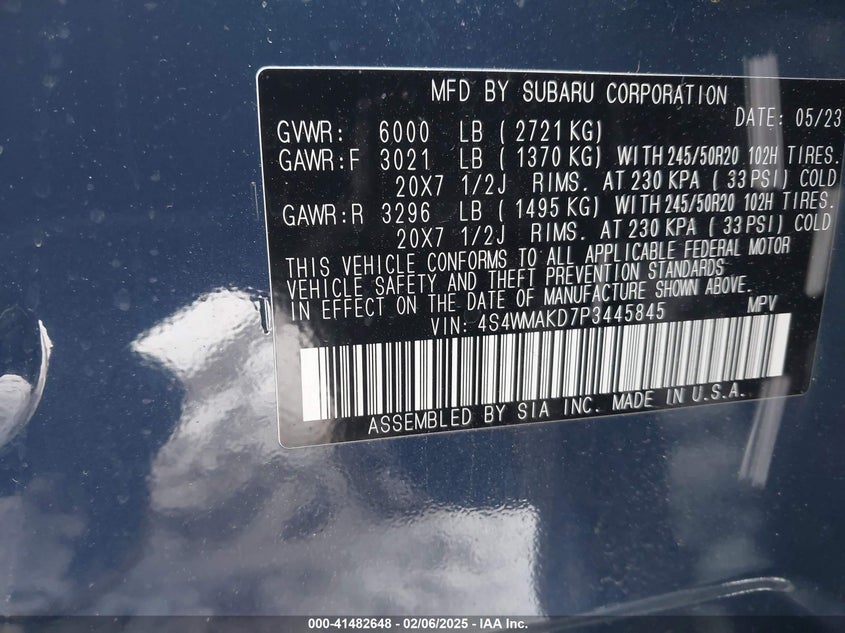 MFD BY SUBARU CORPORATION
DATE: 05/23
GVWR: 6000 LB ( 2721 KG)
GAWR:F 3021 LB ( 1370 KG) WITH 245/50R20 102H TIRES.
20X7 1/2J RIMS. AT 230 KPA ( 33 PSI) COLD
GAWR:R 3296 LB ( 1495 KG) WITH 245/50R20 102H TIRES.
20X7 1/2J RIMS. AT 230 KPA ( 33 PSI) COLD
THIS VEHICLE CONFORMS TO ALL APPLICABLE FEDERAL MOTOR
VEHICLE SAFETY AND THEFT PREVENTION STANDARDS
IN EFFECT ON THE DATE OF MANUFACTURE SHOWN ABOVE.
VIN: 4S4WMAKD7P3445845 MPV
ASSEMBLED BY SIA INC. MADE IN U.S.A.
000-41482648 - 02/06/2025 - IAA Inc.